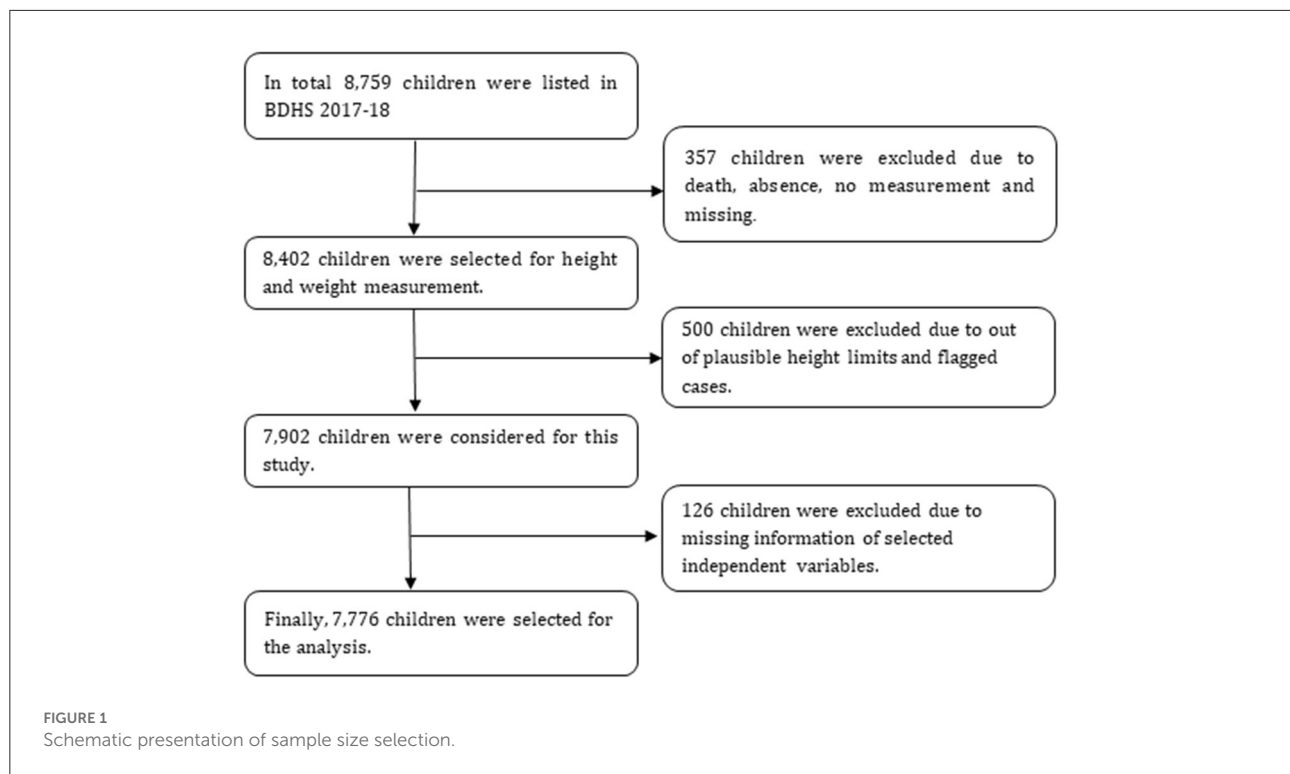 In total 8,759 children were listed in
BDHS 2017-18
357 children were excluded due to
death, absence, no measurement and
missing.
8,402 children were selected for height
and weight measurement.
500 children were excluded due to out
of plausible height limits and flagged
cases.
7,902 children were considered for this
study.
126 children were excluded due to
missing information of selected
independent variables.
Finally, 7,776 children were selected for
the analysis.
FIGURE 1
Schematic presentation of sample size selection.